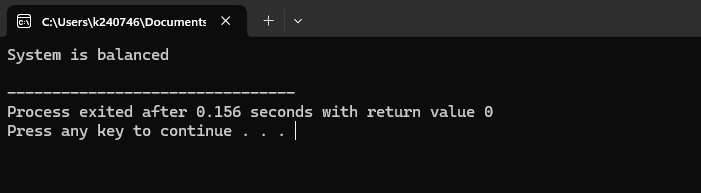 C:\Users\k240746\Documents
System is balanced
--------------------------------
Process exited after 0.156 seconds with return value 0
Press any key to continue . . .